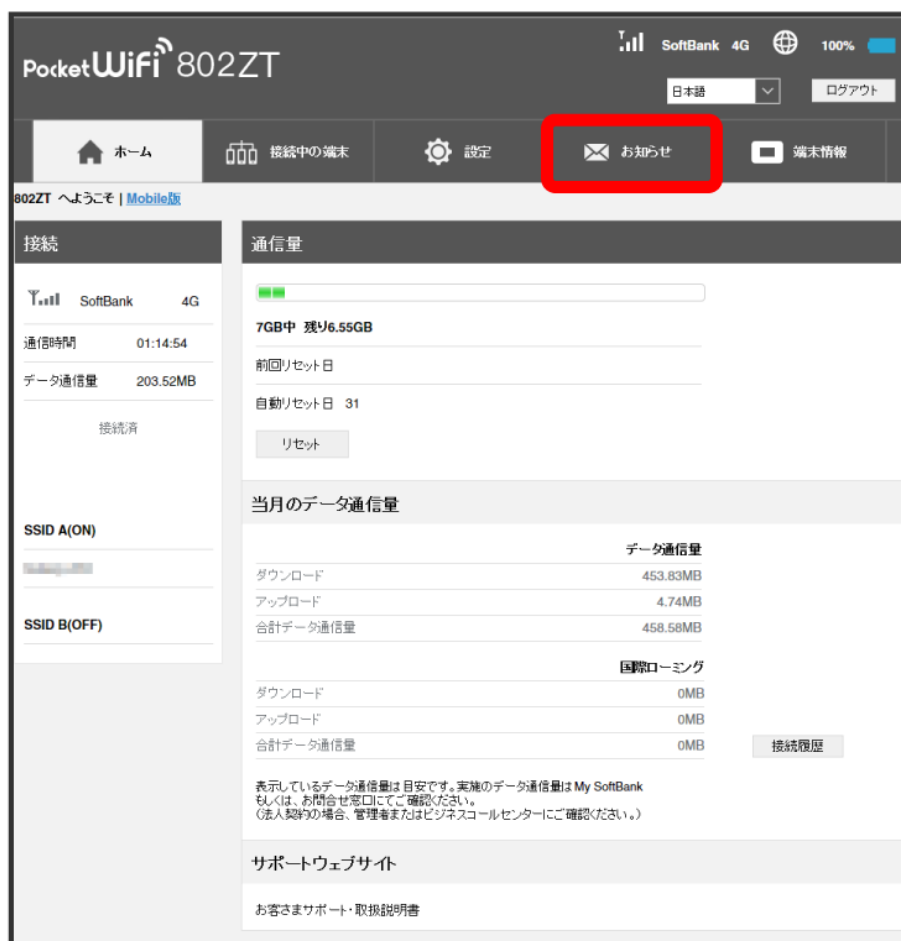 SoftBank 4G 100%
PocketWiFi 802ZT
日本語 ログアウト
ホーム 接続中の端末 設定 お知らせ 端末情報
802ZT へようこそ | Mobile版
接続
SoftBank 4G
通信時間 01:14:54
データ通信量 203.52MB
接続済
SSID A(ON)
SSID B(OFF)
通信量
7GB中 残り6.55GB
前回リセット日
自動リセット日 31
リセット
当月のデータ通信量
データ通信量
ダウンロード 453.83MB
アップロード 4.74MB
合計データ通信量 458.58MB
国際ローミング
ダウンロード 0MB
アップロード 0MB
合計データ通信量 0MB
接続履歴
表示しているデータ通信量は目安です。実施のデータ通信量は My SoftBank
もしくは、お問合せ窓口にてご確認ください。
（法人契約の場合、管理者またはビジネスコールセンターにご確認ください。）
サポートウェブサイト
お客さまサポート・取扱説明書